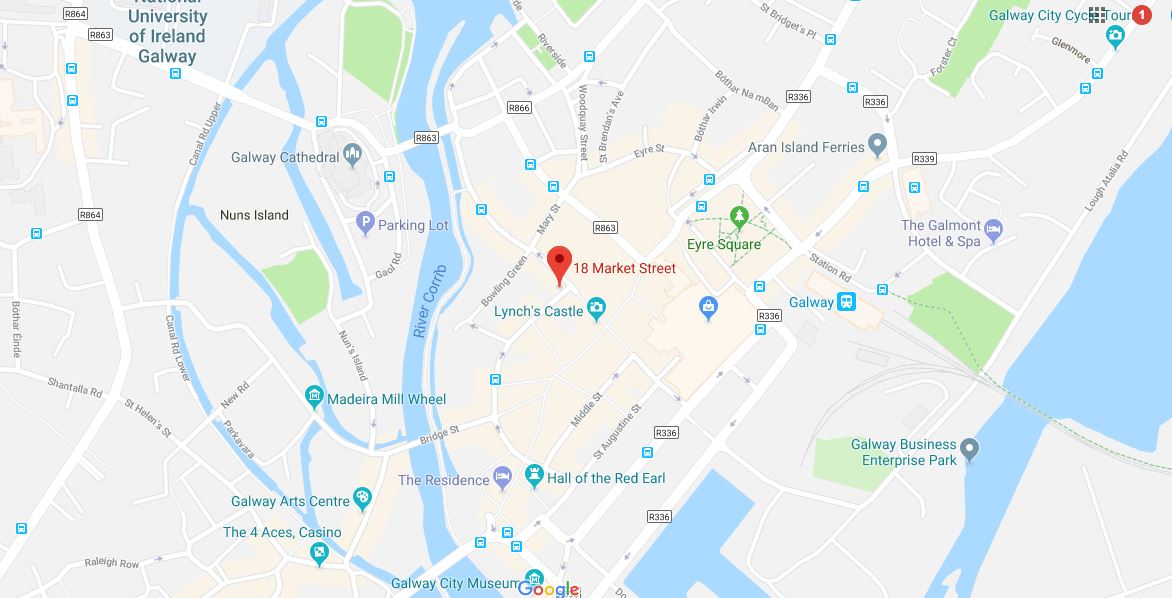 National
University
of Ireland
Galway
R864
R863
Riverside
St Bridget's Pl
Galway City Cycle Tour
1
Glenmore
Forster Ct
Bóthar Na mBan
R336
R336
R866
Woodquay Street
St Brendan's Ave
Bóthar Irwin
Canal Rd Upper
R863
Galway Cathedral
Eyre St
Aran Island Ferries
R339
Lough Atalia Rd
R864
Nuns Island
P
Parking Lot
Mary St
R863
Eyre Square
The Galmont
Hotel & Spa
Gaol Rd
Bowling Green
18 Market Street
Station Rd
River Corrib
Lynch's Castle
Galway
R336
Bóthar Einde
Canal Rd Lower
Nun's Island
Shantalla Rd
New Rd
Madeira Mill Wheel
St Helen's St
Parkavara
Bridge St
Middle St
St Augustine St
R336
Galway Business
Enterprise Park
The Residence
Hall of the Red Earl
Galway Arts Centre
R336
The 4 Aces, Casino
Raleigh Row
Galway City Museum
Google